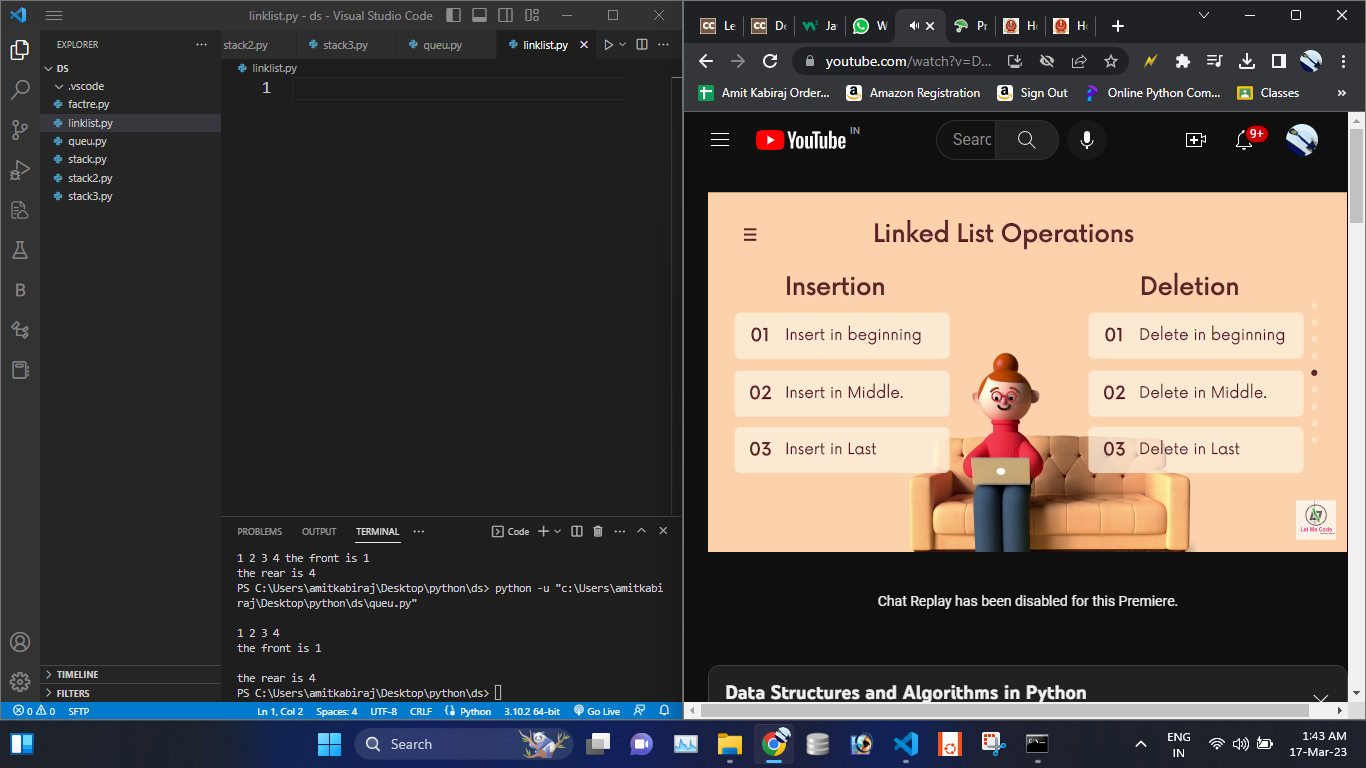 linklist.py - ds - Visual Studio Code
EXPLORER
DS
.vscode
factre.py
linklist.py
queu.py
stack.py
stack2.py
stack3.py
TIMELINE
FILTERS
stack2.py
stack3.py
queu.py
linklist.py
linklist.py
1
PROBLEMS
OUTPUT
TERMINAL
Code
1 2 3 4 the front is 1
the rear is 4
PS C:\Users\amitkabiraj\Desktop\python\ds> python -u "c:\Users\amitkabi
raj\Desktop\python\ds\queu.py"
1 2 3 4
the front is 1
the rear is 4
PS C:\Users\amitkabiraj\Desktop\python\ds>
0 0 SFTP
Ln 1, Col 2 Spaces: 4 UTF-8 CRLF Python 3.10.2 64-bit Go Live
CC Le
CC De
Ja
W
Pr
Ho
Ho
youtube.com/watch?v=D...
Amit Kabiraj Order...
Amazon Registration
Sign Out
Online Python Com...
Classes
»
YouTube IN
Searc
9+
Linked List Operations
Insertion
01 Insert in beginning
02 Insert in Middle.
03 Insert in Last
Deletion
01 Delete in beginning
02 Delete in Middle.
03 Delete in Last
Let Me Code
Chat Replay has been disabled for this Premiere.
Data Structures and Algorithms in Python
Search
ENG
IN
1:43 AM
17-Mar-23